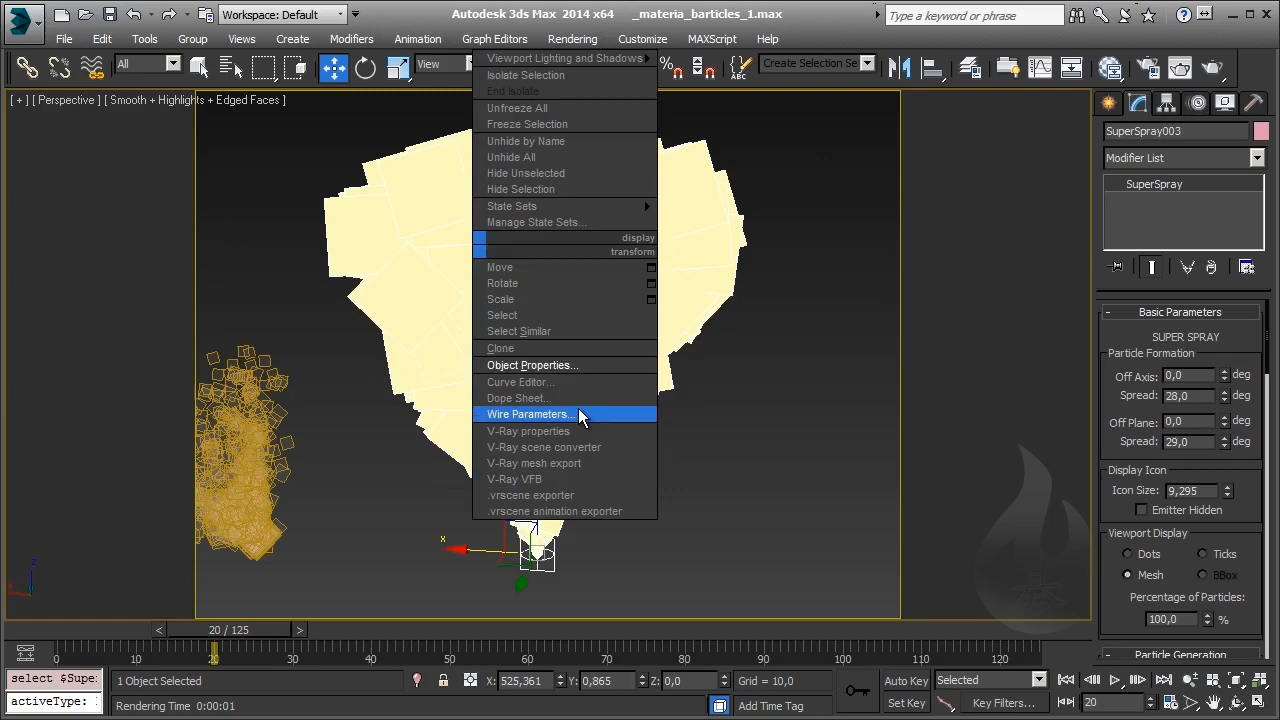 Workspace: Default
Autodesk 3ds Max 2014 x64 _materia_barticles_1.max
Type a keyword or phrase
File Edit Tools Group Views Create Modifiers Animation Graph Editors Rendering Customize MAXScript Help
All
View
Create Selection Se
[ + ] [ Perspective ] [ Smooth + Highlights + Edged Faces ]
Viewport Lighting and Shadows
Isolate Selection
End Isolate
Unfreeze All
Freeze Selection
Unhide by Name
Unhide All
Hide Unselected
Hide Selection
State Sets
Manage State Sets...
display
transform
Move
Rotate
Scale
Select
Select Similar
Clone
Object Properties...
Curve Editor...
Dope Sheet...
Wire Parameters...
V-Ray properties
V-Ray scene converter
V-Ray mesh export
V-Ray VFB
.vrscene exporter
.vrscene animation exporter
x
z
SuperSpray003
Modifier List
SuperSpray
- Basic Parameters
SUPER SPRAY
Particle Formation
Off Axis: 0,0 deg
Spread: 28,0 deg
Off Plane: 0,0 deg
Spread: 29,0 deg
Display Icon
Icon Size: 9,295
Emitter Hidden
Viewport Display
Dots Ticks
Mesh BBox
Percentage of Particles:
100,0 %
- Particle Generation
< 20 / 125 >
0 10 20 30 40 50 60 70 80 90 100 110 120
select $Supe
activeType: 
1 Object Selected
X: 525,361 Y: 0,865 Z: 0,0 Grid = 10,0
Auto Key Selected
Rendering Time 0:00:01
Add Time Tag
Set Key Key Filters...
20